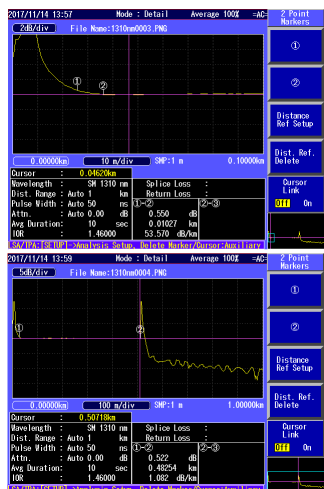 2017/11/14 13:57 Mode : Detail Average 100% =AC= 2 Point Markers
2dB/div File Name:1310nm0003.PNG
①
②
①
②
Distance Ref Setup
Dist. Ref. Delete
0.00000km 10 m/div SMP:1 m 0.10000km
Cursor : 0.04620km
Cursor Link
Off On
Wavelength : SM 1310 nm Splice Loss :
Dist. Range : Auto 1 km Return Loss :
Pulse Width : Auto 50 ns ①-②
Attn. : Auto 0.00 dB 0.550 dB
Avg Duration: 10 sec 0.01027 km
IOR : 1.46000 53.570 dB/km
[SA/TPA:[SETUP]->Analysis Setup, Delete Marker/Cursor:Auxiliary
2017/11/14 13:59 Mode : Detail Average 100% =AC= 2 Point Markers
5dB/div File Name:1310nm0004.PNG
①
②
①
②
Distance Ref Setup
Dist. Ref. Delete
0.00000km 100 m/div SMP:1 m 1.00000km
Cursor : 0.50718km
Cursor Link
Off On
Wavelength : SM 1310 nm Splice Loss :
Dist. Range : Auto 1 km Return Loss :
Pulse Width : Auto 50 ns ①-② ②-③
Attn. : Auto 0.00 dB 0.522 dB
Avg Duration: 10 sec 0.48254 km
IOR : 1.46000 1.082 dB/km